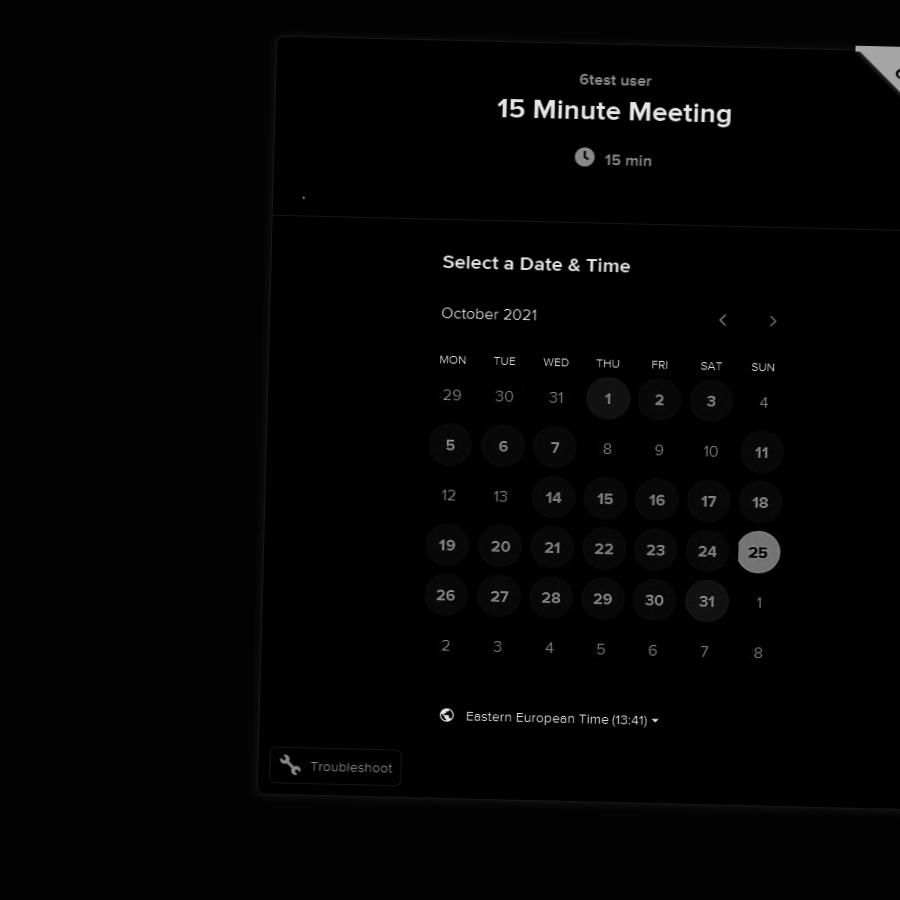 6test user
15 Minute Meeting
15 min
Select a Date & Time
October 2021
MON TUE WED THU FRI SAT SUN
29 30 31 1 2 3 4
5 6 7 8 9 10 11
12 13 14 15 16 17 18
19 20 21 22 23 24 25
26 27 28 29 30 31 1
2 3 4 5 6 7 8
Eastern European Time (13:41)
Troubleshoot